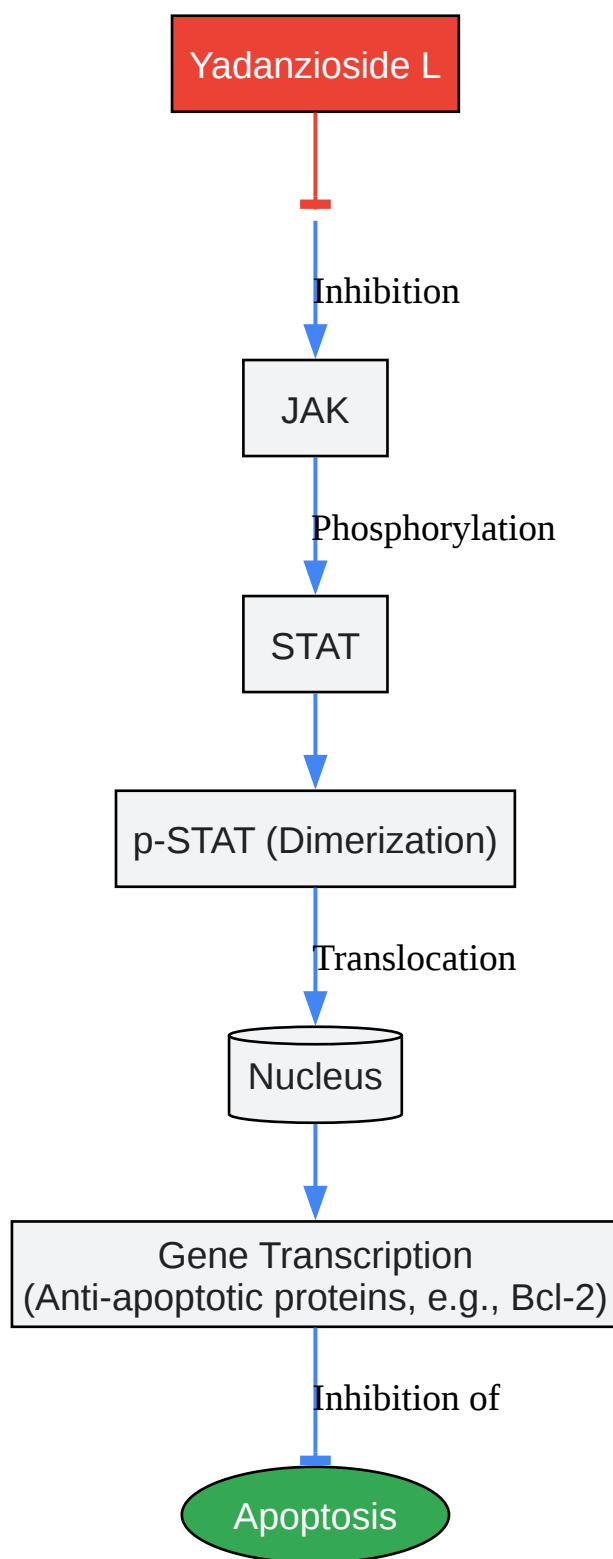 Yadanzioside L
Inhibition
JAK
Phosphorylation
STAT
p-STAT (Dimerization)
Translocation
Nucleus
Gene Transcription
(Anti-apoptotic proteins, e.g., Bcl-2)
Inhibition of
Apoptosis